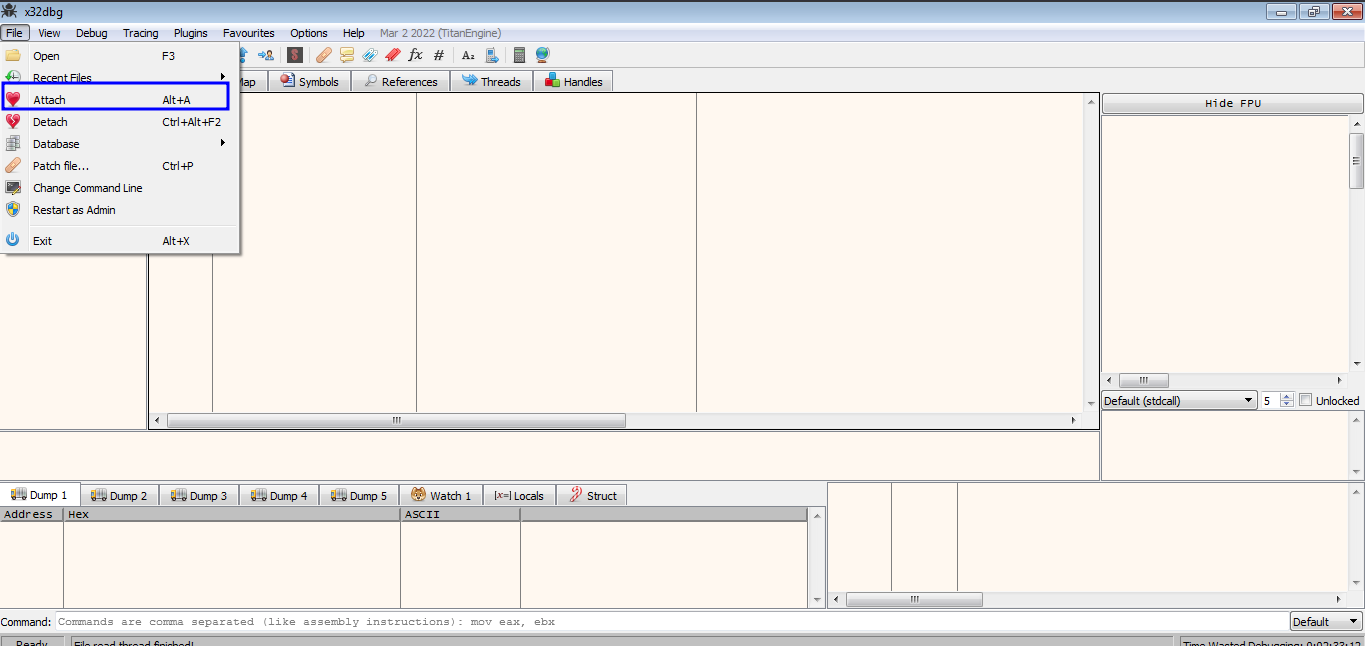 x32dbg
File View Debug Tracing Plugins Favourites Options Help Mar 2 2022 (TitanEngine)
Open F3
Recent Files
Attach Alt+A
Detach Ctrl+Alt+F2
Database
Patch file... Ctrl+P
Change Command Line
Restart as Admin
Exit Alt+X
Symbols References Threads Handles
Hide FPU
Default (stdcall) 5 Unlocked
Dump 1 Dump 2 Dump 3 Dump 4 Dump 5 Watch 1 [x=] Locals Struct
Address Hex ASCII
Command: Commands are comma separated (like assembly instructions): mov eax, ebx Default
Ready File read thread finished! Time Wasted Debugging: 0:02:33:12